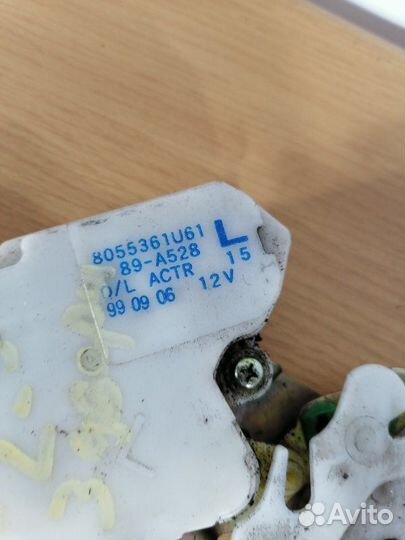 8055361U61 L
89-A528 15
D/L ACTR
99 09 06 12V
Avito